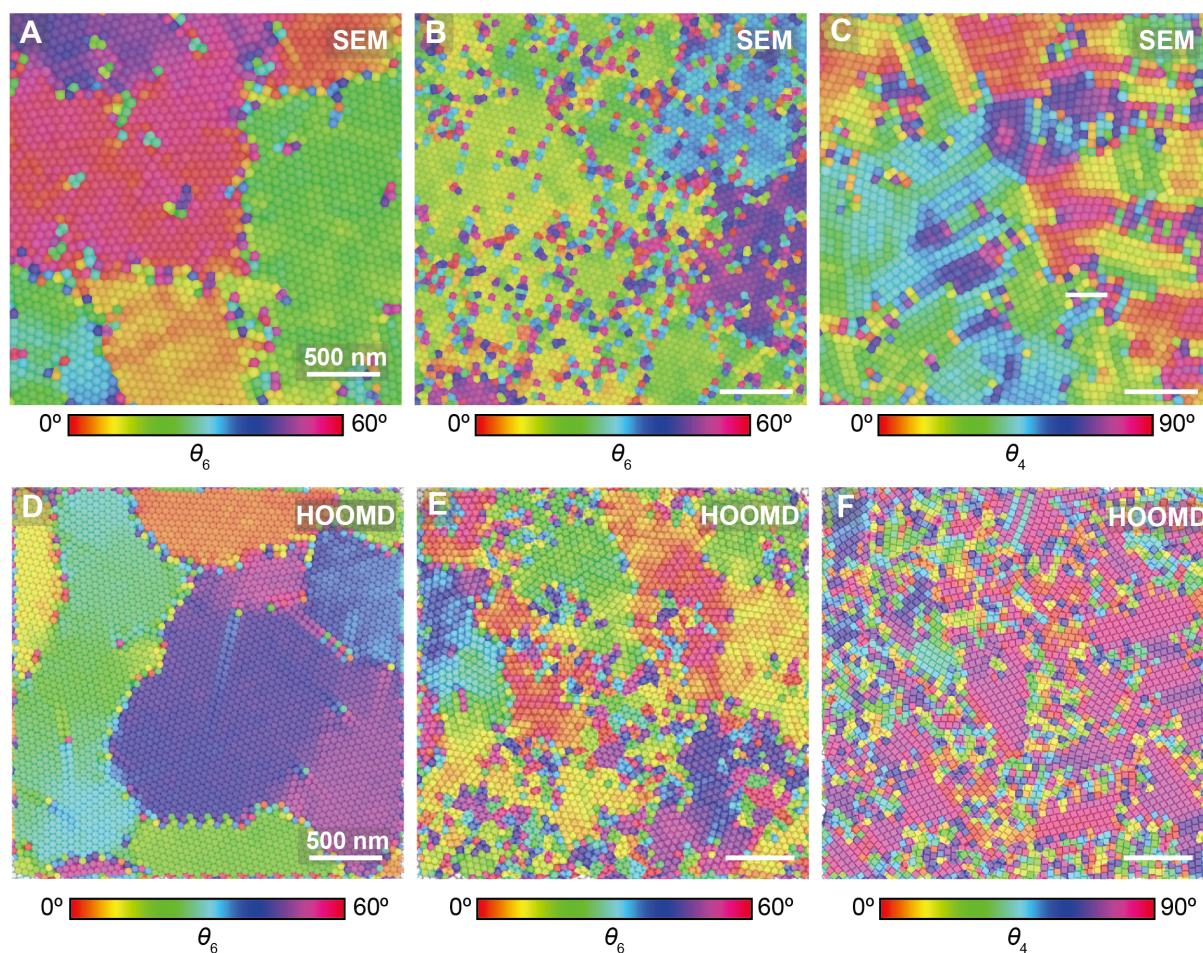 A SEM
500 nm
B SEM
C SEM
0º 60º
θ6
0º 60º
θ6
0º 90º
θ4
D HOOMD
500 nm
E HOOMD
F HOOMD
0º 60º
θ6
0º 60º
θ6
0º 90º
θ4